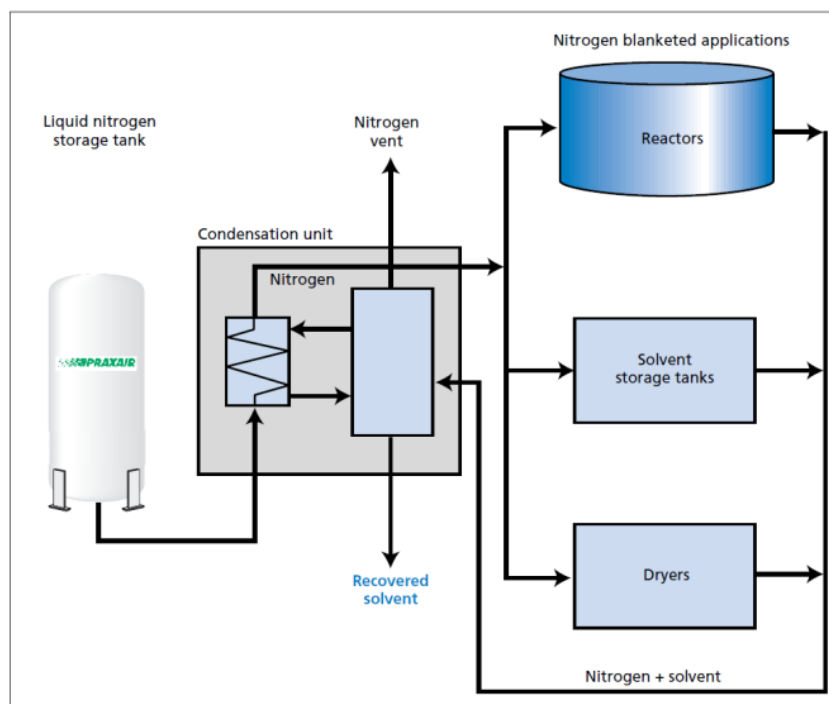 Nitrogen blanketed applications
Liquid nitrogen
storage tank
Nitrogen
vent
Reactors
Condensation unit
Nitrogen
PRAXAIR
Solvent
storage tanks
Recovered
solvent
Dryers
Nitrogen + solvent